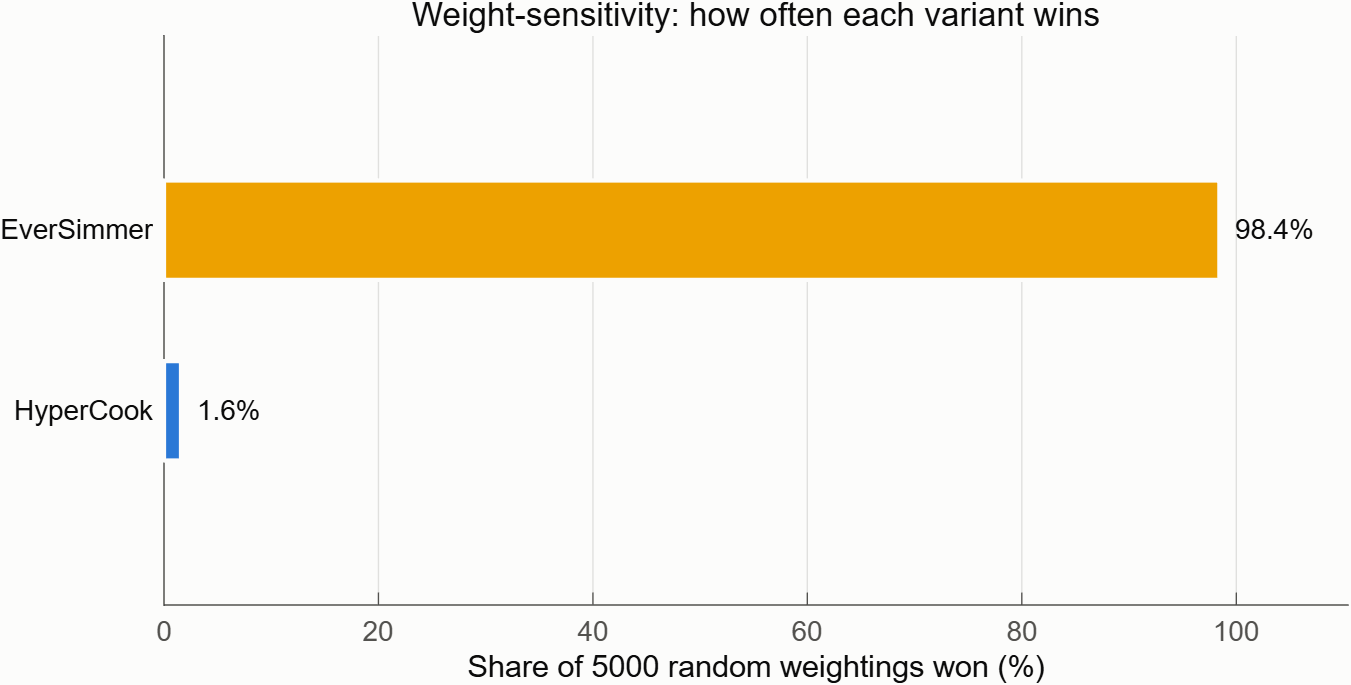 Weight-sensitivity: how often each variant wins
EverSimmer
98.4%
HyperCook
1.6%
0 20 40 60 80 100
Share of 5000 random weightings won (%)